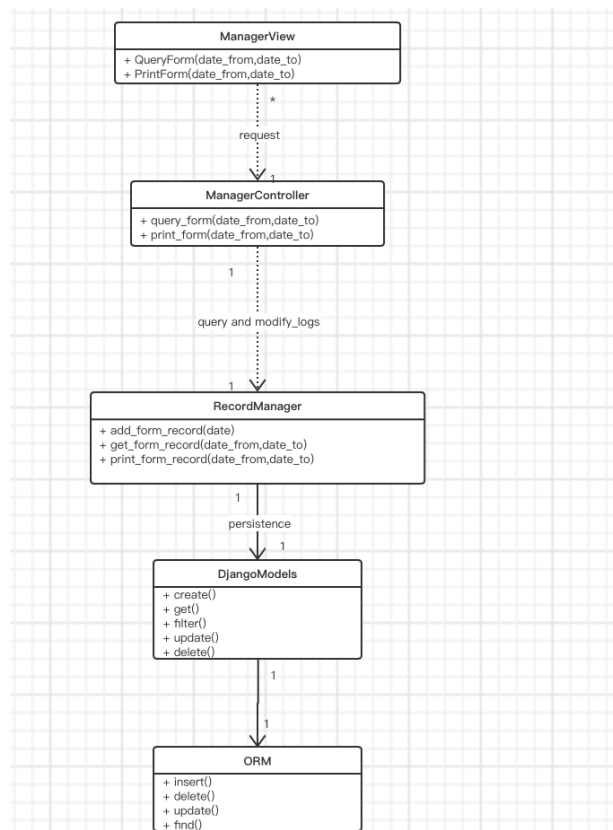 ManagerView
+ QueryForm(date_from,date_to)
+ PrintForm(date_from,date_to)
*
request
1
ManagerController
+ query_form(date_from,date_to)
+ print_form(date_from,date_to)
1
query and modify_logs
1
RecordManager
+ add_form_record(date)
+ get_form_record(date_from,date_to)
+ print_form_record(date_from,date_to)
1
persistence
1
DjangoModels
+ create()
+ get()
+ filter()
+ update()
+ delete()
1
1
ORM
+ insert()
+ delete()
+ update()
+ find()